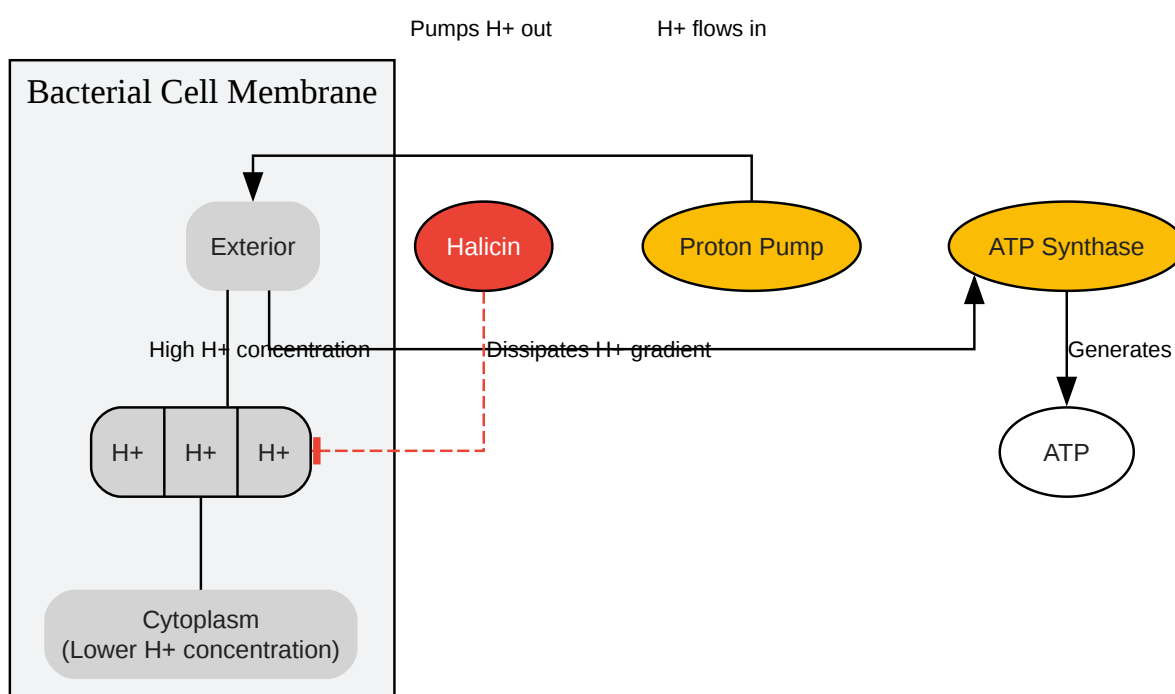 Pumps H+ out
H+ flows in
Bacterial Cell Membrane
Exterior
Halicin
Proton Pump
ATP Synthase
High H+ concentration
Dissipates H+ gradient
Generates
H+
H+
H+
ATP
Cytoplasm
(Lower H+ concentration)